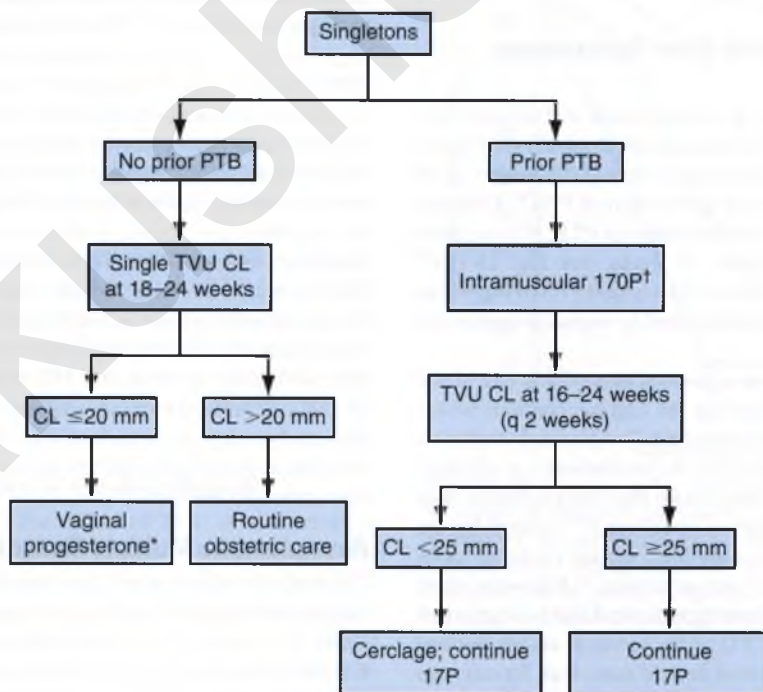 Singletons
No prior PTB
Prior PTB
Single TVU CL
at 18–24 weeks
Intramuscular 170P†
TVU CL at 16–24 weeks
(q 2 weeks)
CL ≤20 mm
CL >20 mm
Vaginal
progesterone*
Routine
obstetric care
CL <25 mm
CL ≥25 mm
Cerclage; continue
17P
Continue
17P